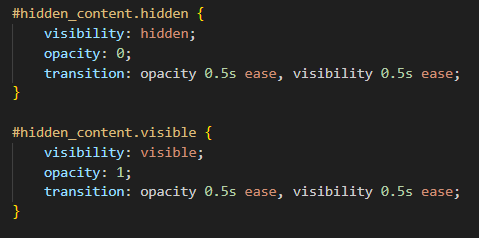 #hidden_content.hidden {
    visibility: hidden;
    opacity: 0;
    transition: opacity 0.5s ease, visibility 0.5s ease;
}

#hidden_content.visible {
    visibility: visible;
    opacity: 1;
    transition: opacity 0.5s ease, visibility 0.5s ease;
}